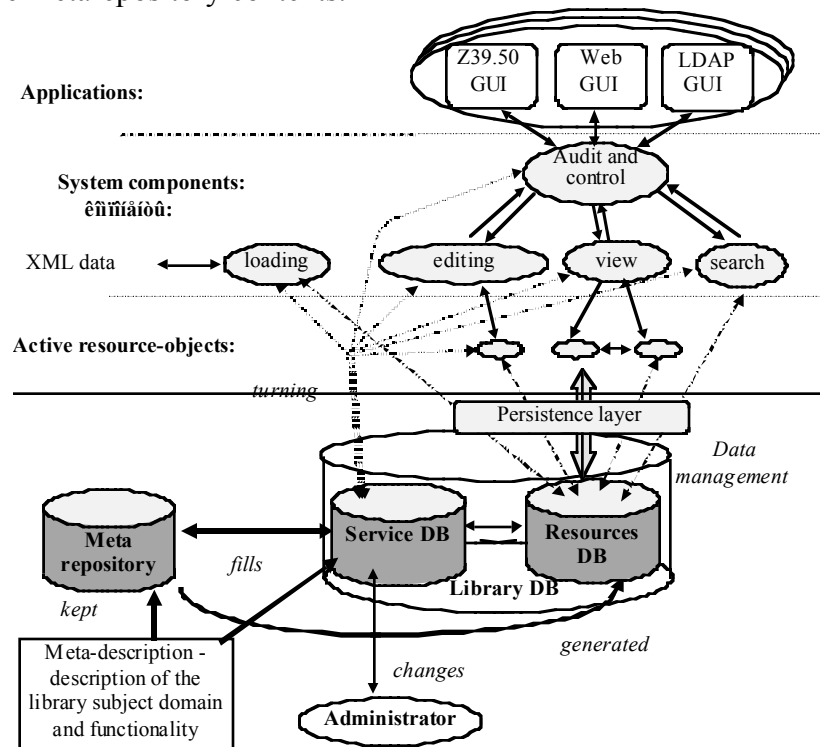 Z39.50
GUI
Web
GUI
LDAP
GUI
Applications:
Audit and
control
System components:
êîìïîíåíòû:
XML data
loading
editing
view
search
Active resource-objects:
turning
Persistence layer
Data
management
Meta
repository
Service DB
Resources
DB
fills
Library DB
kept
generated
Meta-description -
description of the
library subject domain
and functionality
changes
Administrator